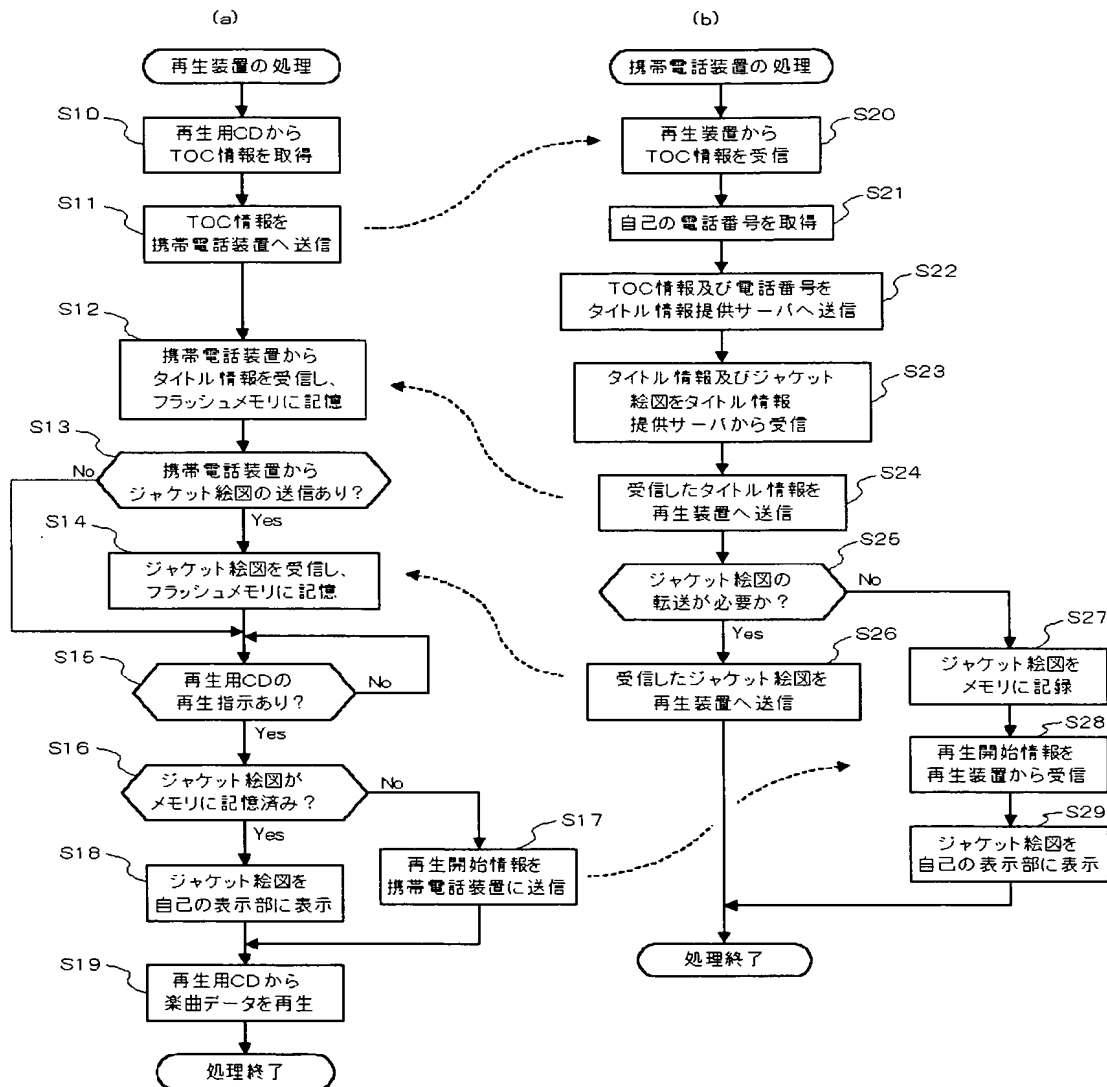 (a)
再生装置の処理
S10
再生用CDから
TOC情報を取得
S11
TOC情報を
携帯電話装置へ送信
S12
携帯電話装置から
タイトル情報を受信し、
フラッシュメモリに記憶
S13
携帯電話装置から
ジャケット絵図の送信あり?
No
Yes
S14
ジャケット絵図を受信し、
フラッシュメモリに記憶
S15
再生用CDの
再生指示あり?
No
Yes
S16
ジャケット絵図が
メモリに記憶済み?
No
Yes
S17
再生開始情報を
携帯電話装置に送信
S18
ジャケット絵図を
自己の表示部に表示
S19
再生用CDから
楽曲データを再生
処理終了
(b)
携帯電話装置の処理
S20
再生装置から
TOC情報を受信
S21
自己の電話番号を取得
S22
TOC情報及び電話番号を
タイトル情報提供サーバへ送信
S23
タイトル情報及びジャケット
絵図をタイトル情報
提供サーバから受信
S24
受信したタイトル情報を
再生装置へ送信
S25
ジャケット絵図の
転送が必要か?
No
Yes
S26
受信したジャケット絵図を
再生装置へ送信
S27
ジャケット絵図を
メモリに記録
S28
再生開始情報を
再生装置から受信
S29
ジャケット絵図を
自己の表示部に表示
処理終了